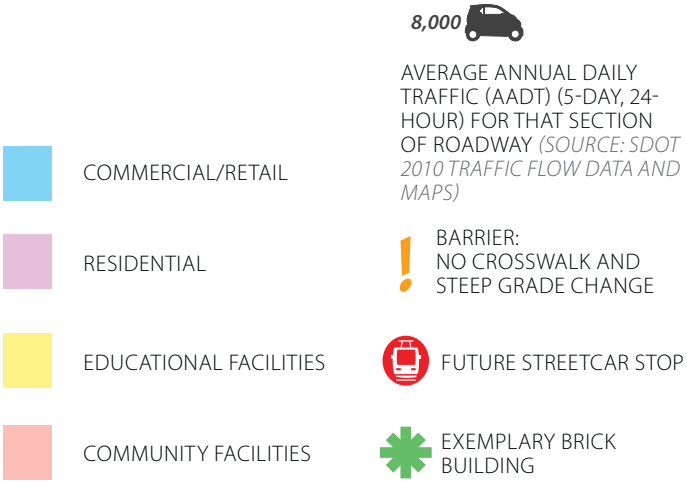 8,000
AVERAGE ANNUAL DAILY
TRAFFIC (AADT) (5-DAY, 24-
HOUR) FOR THAT SECTION
OF ROADWAY (SOURCE: SDOT
2010 TRAFFIC FLOW DATA AND
MAPS)
COMMERCIAL/RETAIL
RESIDENTIAL
EDUCATIONAL FACILITIES
COMMUNITY FACILITIES
BARRIER:
NO CROSSWALK AND
STEEP GRADE CHANGE
FUTURE STREETCAR STOP
EXEMPLARY BRICK
BUILDING